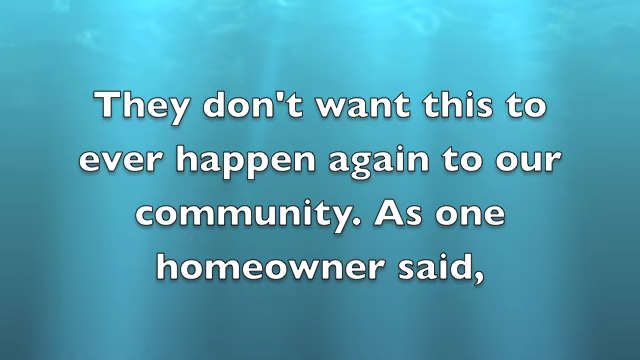 They don't want this to
ever happen again to our
community. As one
homeowner said,